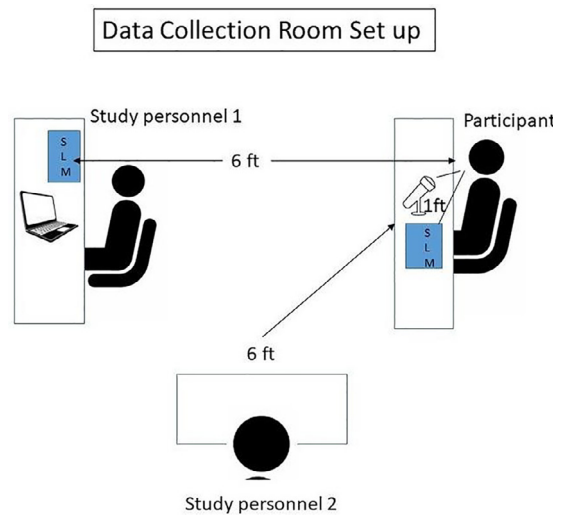 Data Collection Room Set up
Study personnel 1
Participant
S
L
M
6 ft
1ft
S
L
M
6 ft
Study personnel 2